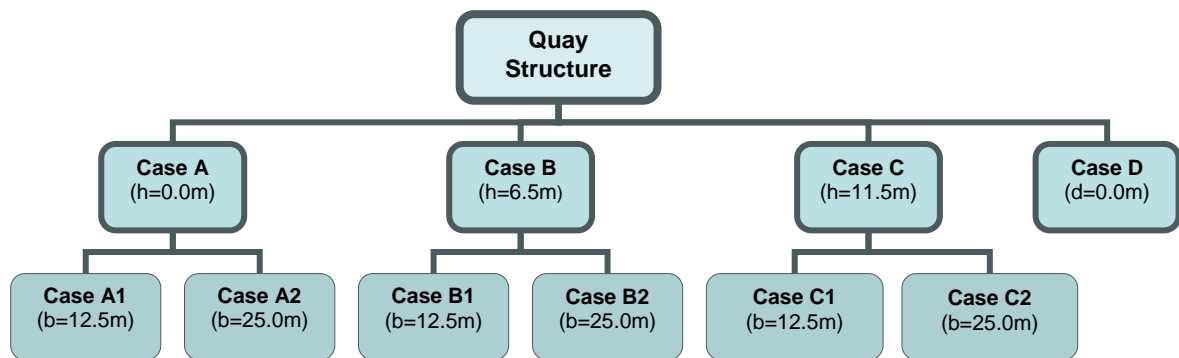 Quay
Structure
Case A
(h=0.0m)
Case B
(h=6.5m)
Case C
(h=11.5m)
Case D
(d=0.0m)
Case A1
(b=12.5m)
Case A2
(b=25.0m)
Case B1
(b=12.5m)
Case B2
(b=25.0m)
Case C1
(b=12.5m)
Case C2
(b=25.0m)